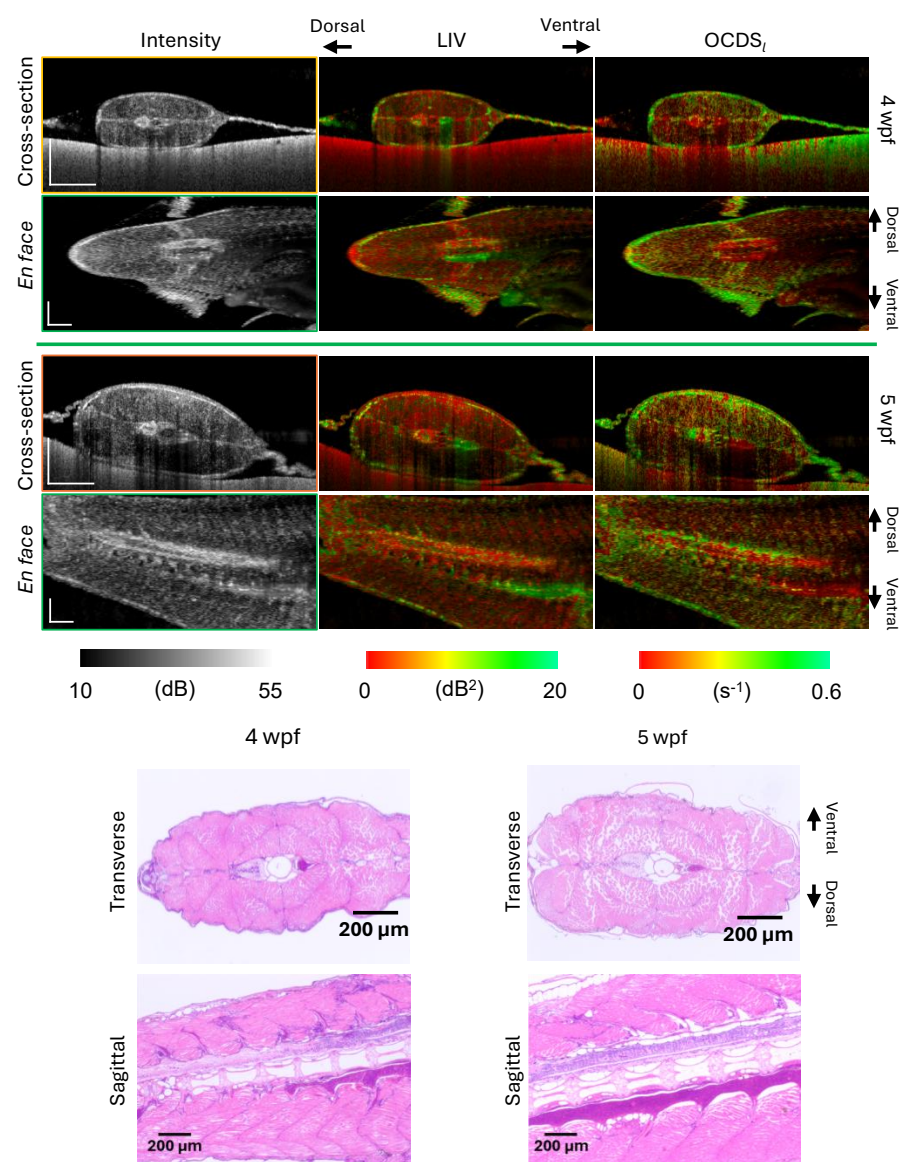 Intensity
Dorsal
LIV
Ventral
OCDSₗ
Cross-section
4 wpf
En face
Dorsal
Ventral
Cross-section
5 wpf
En face
Dorsal
Ventral
10 (dB) 55
0 (dB²) 20
0 (s⁻¹) 0.6
4 wpf
5 wpf
Transverse
200 µm
Transverse
200 µm
Ventral
Dorsal
Sagittal
200 µm
Sagittal
200 µm